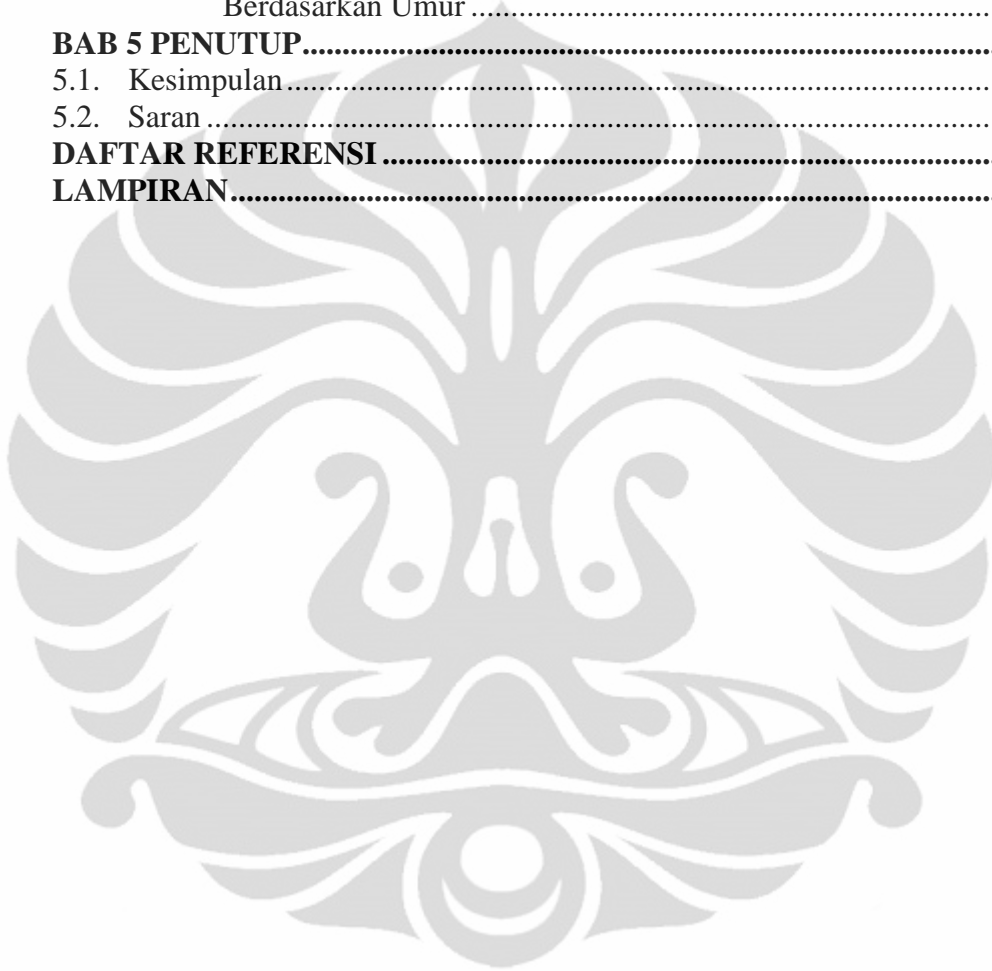 Berdasarkan Umur ........................................................................
BAB 5 PENUTUP........................................................................................
5.1. Kesimpulan..........................................................................................
5.2. Saran ...................................................................................................
DAFTAR REFERENSI ..............................................................................
LAMPIRAN.................................................................................................